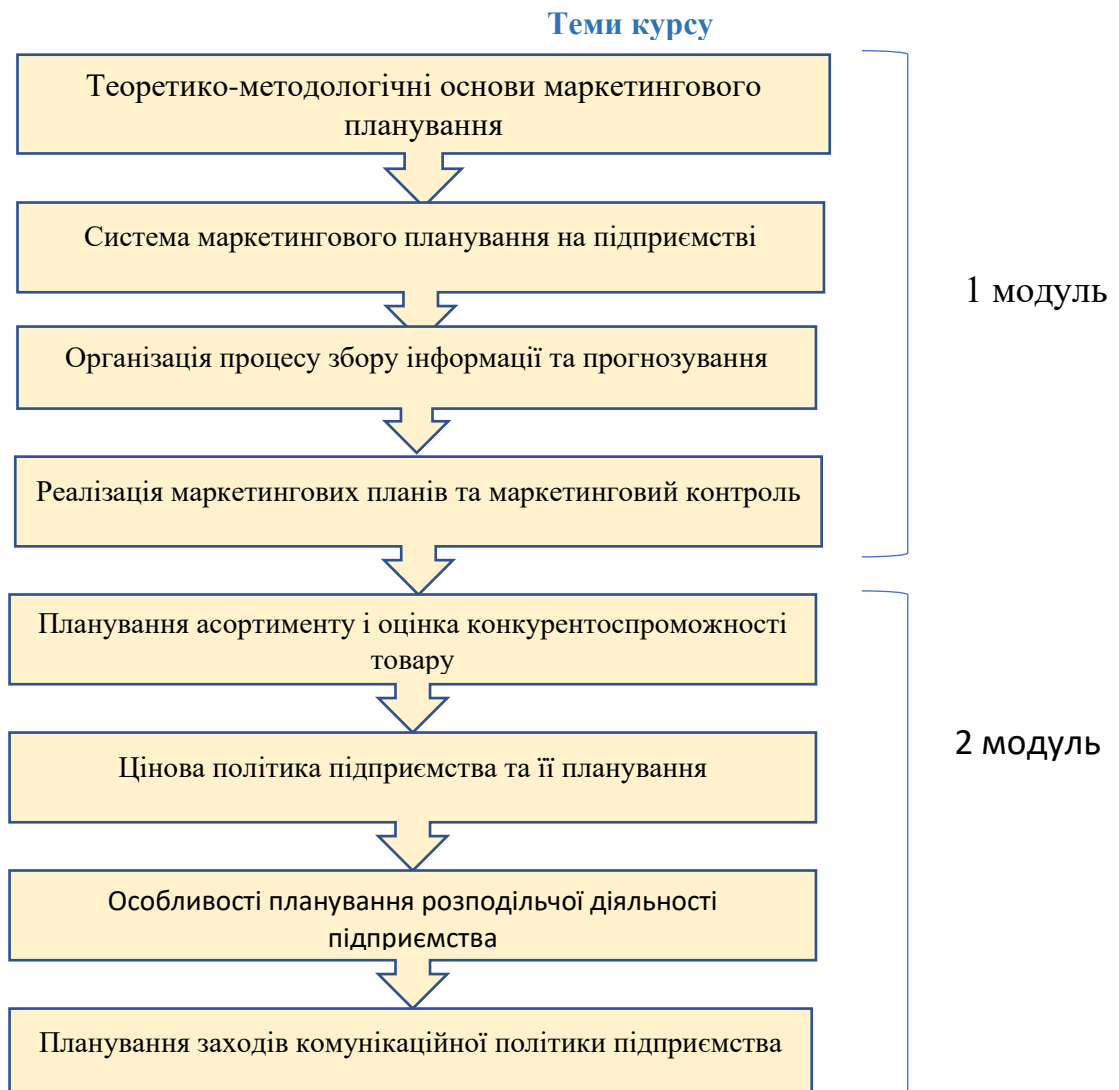 Теми курсу
Теоретико-методологічні основи маркетингового
планування
Система маркетингового планування на підприємстві
1 модуль
Організація процесу збору інформації та прогнозування
Реалізація маркетингових планів та маркетинговий контроль
Планування асортименту і оцінка конкурентоспроможності
товару
2 модуль
Цінова політика підприємства та її планування
Особливості планування розподільчої діяльності
підприємства
Планування заходів комунікаційної політики підприємства